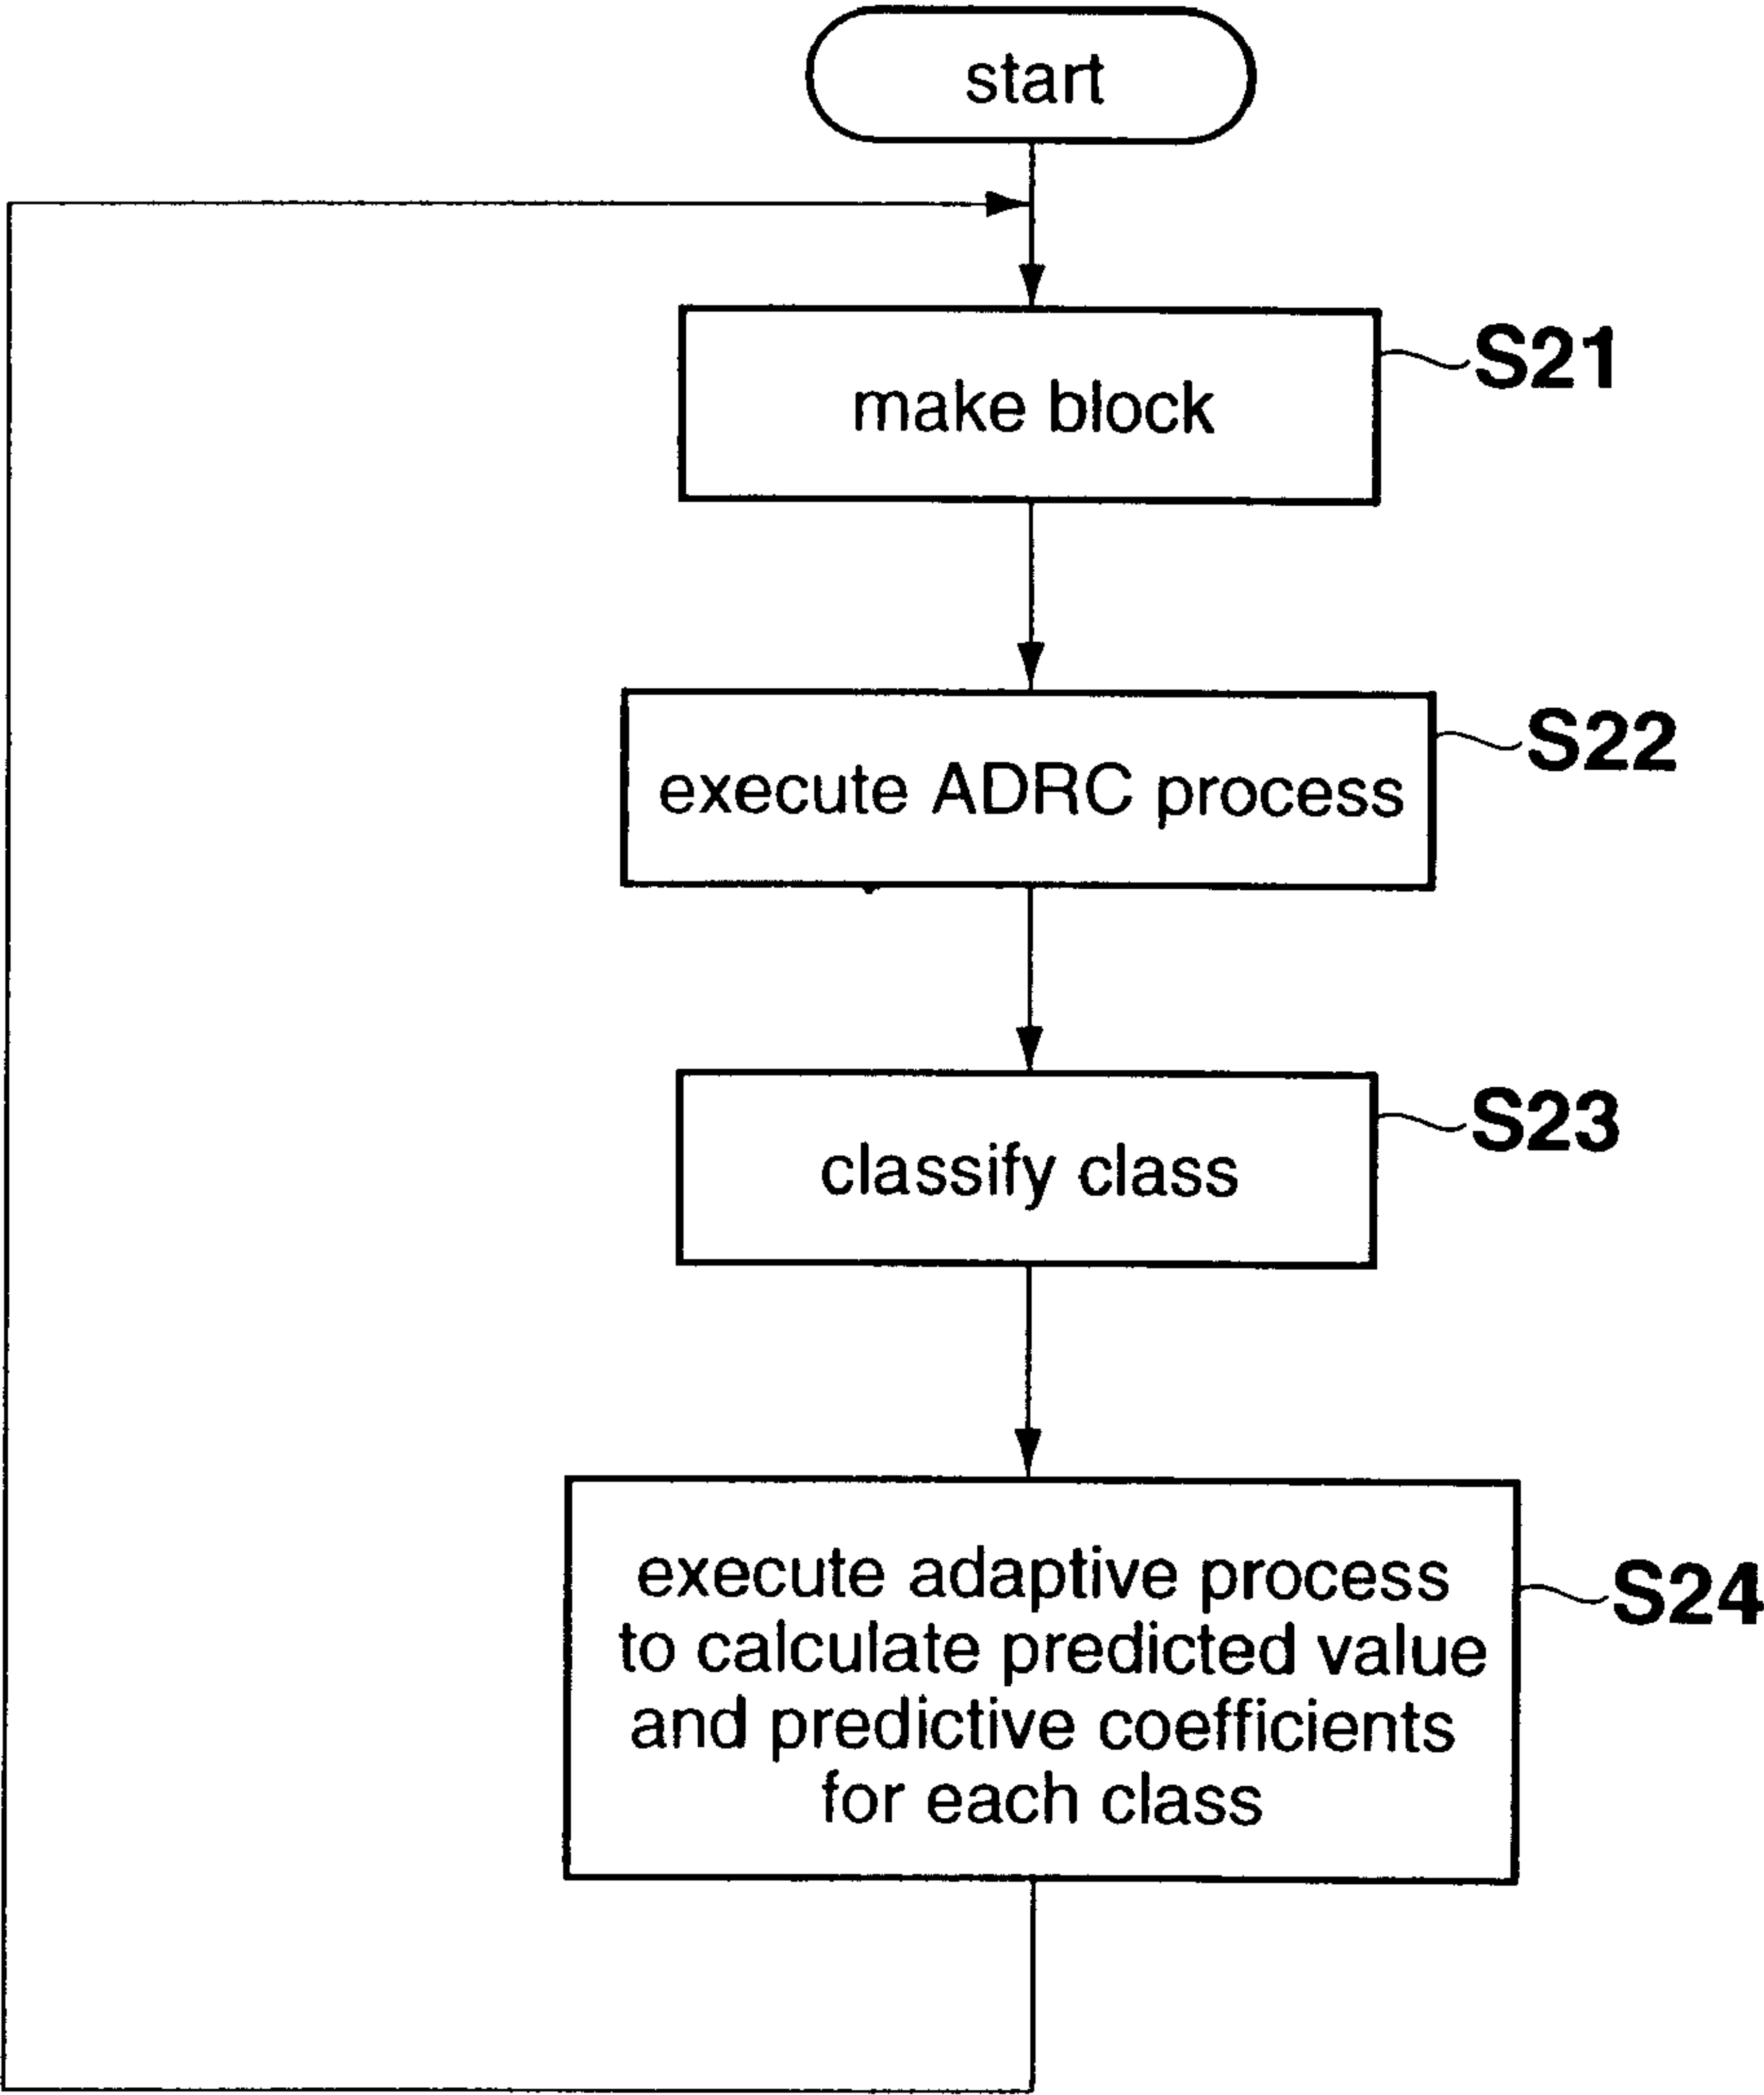 start
make block
S21
execute ADRC process
S22
classify class
S23
execute adaptive process
to calculate predicted value
and predictive coefficients
for each class
S24